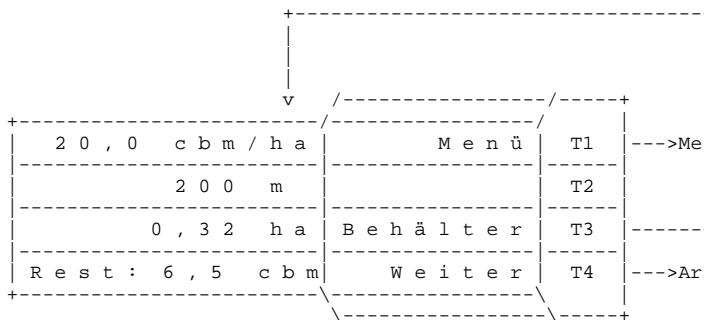 20,0 cbm/ha Menü T1 --->Me
200 m T2
0,32 ha Behälter T3
Rest: 6,5 cbm Weiter T4 --->Ar